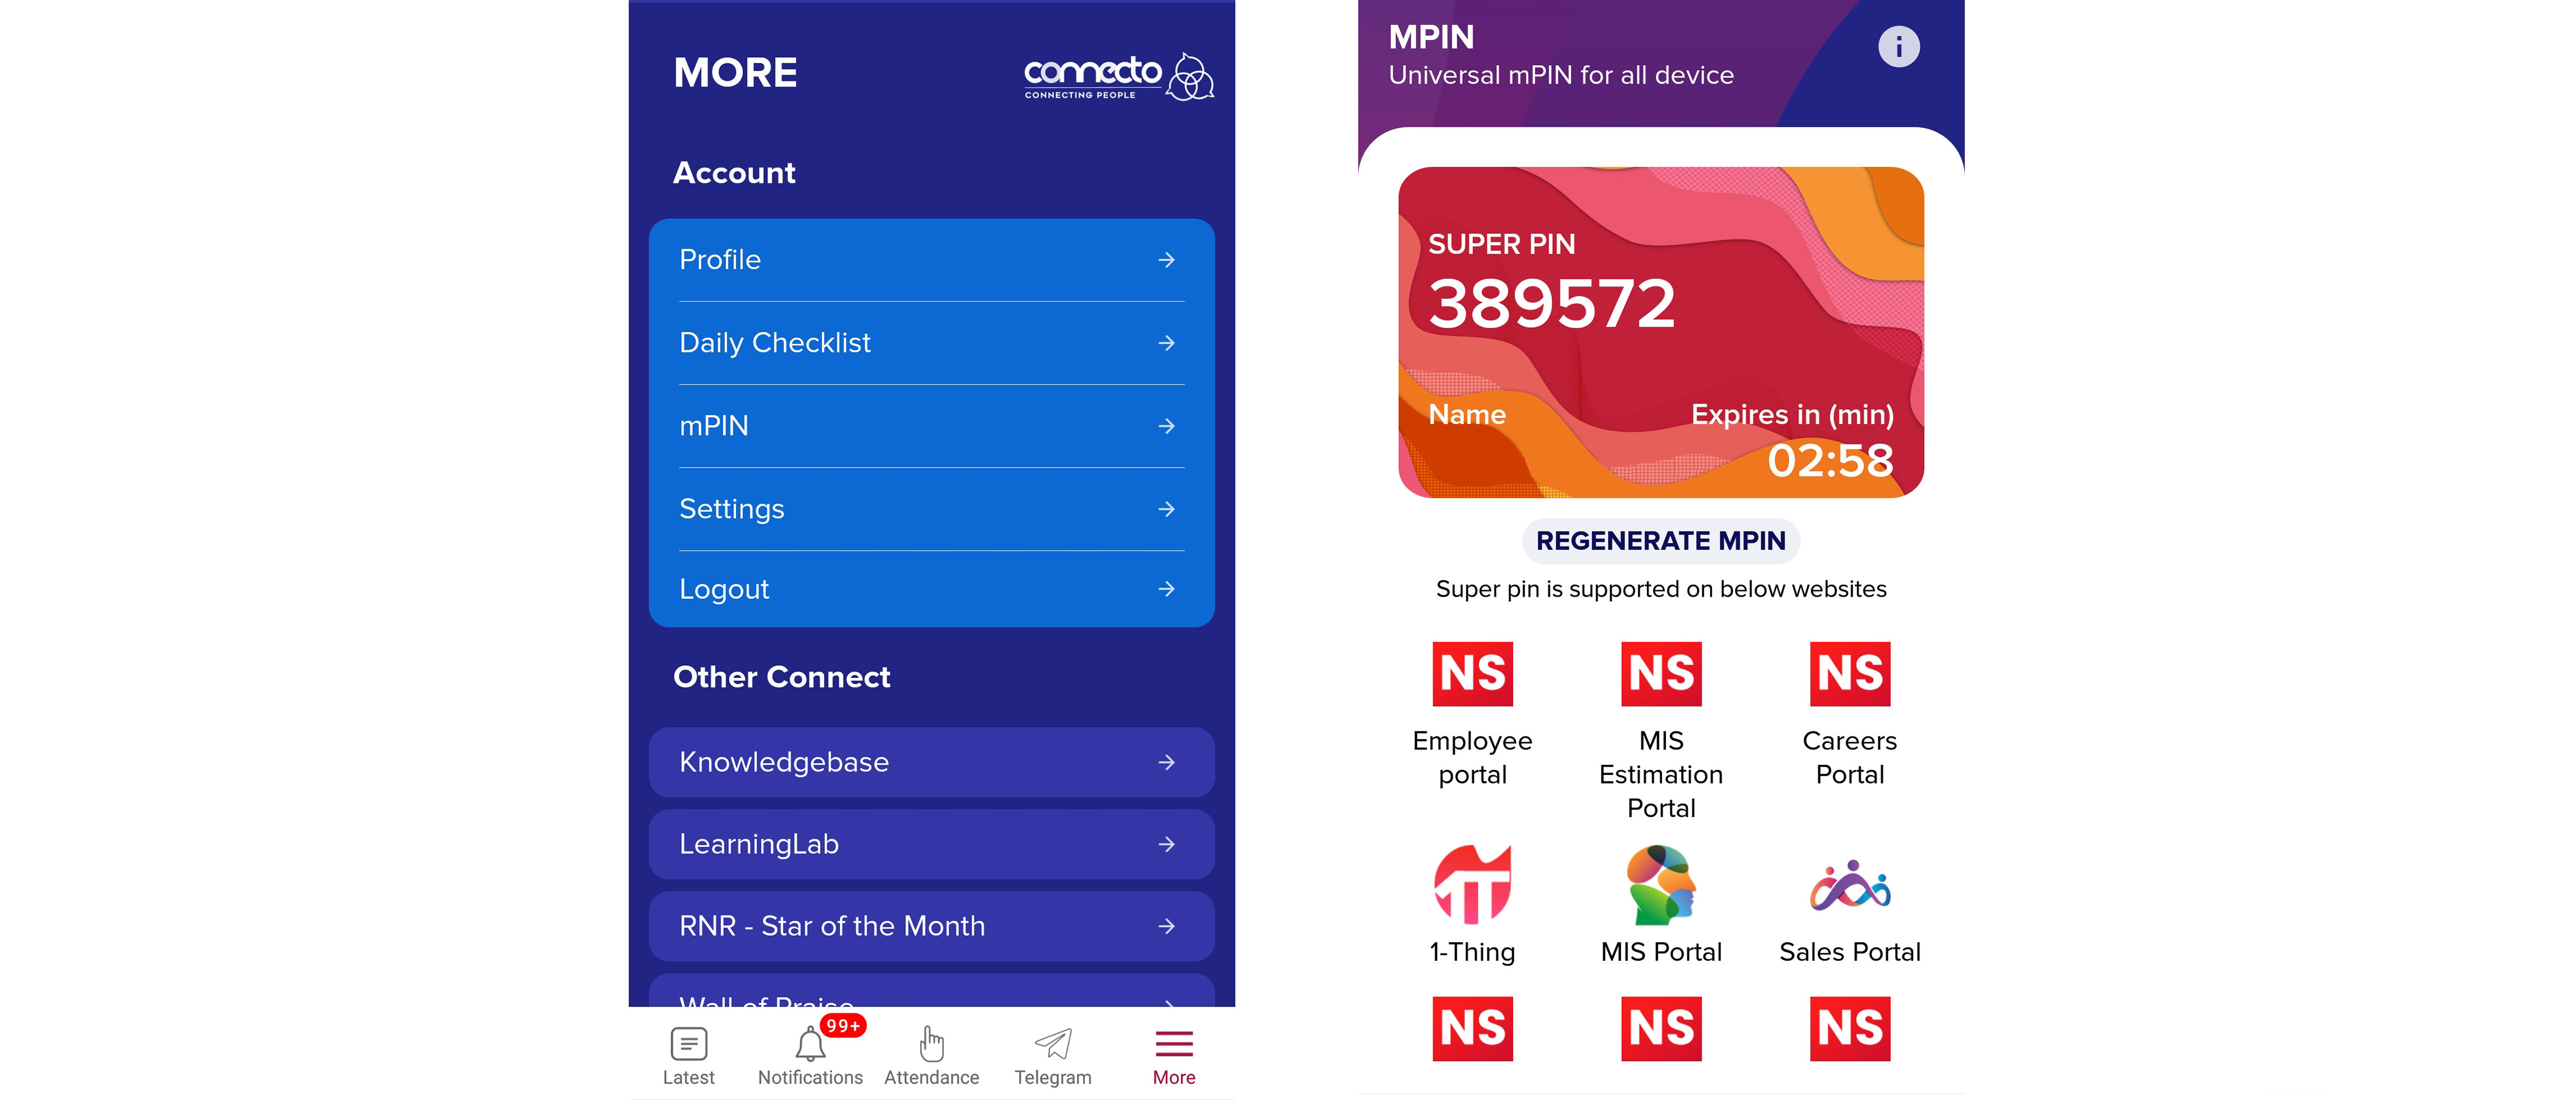 MORE
connecto
CONNECTING PEOPLE
Account
Profile
Daily Checklist
mPIN
Settings
Logout
Other Connect
Knowledgebase
LearningLab
RNR - Star of the Month
Wall of Praise
99+
Latest
Notifications
Attendance
Telegram
More
MPIN
Universal mPIN for all device
i
SUPER PIN
389572
Name
Expires in (min)
02:58
REGENERATE MPIN
Super pin is supported on below websites
NS
NS
NS
Employee
portal
MIS
Estimation
Portal
Careers
Portal
1-Thing
MIS Portal
Sales Portal
NS
NS
NS